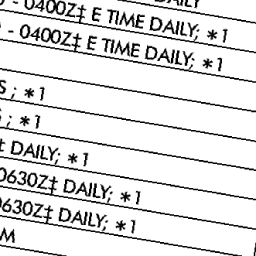 DAILY
- 0400Z‡ E TIME DAILY; *1
- 0400Z‡ E TIME DAILY; *1
S ; *1
; *1
‡ DAILY; *1
0630Z‡ DAILY; *1
0630Z‡ DAILY; *1
M